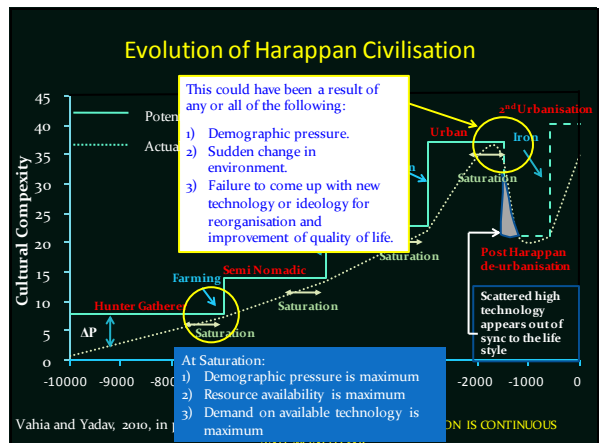 Evolution of Harappan Civilisation
This could have been a result of
any or all of the following:
1) Demographic pressure.
2) Sudden change in
environment.
3) Failure to come up with new
technology or ideology for
reorganisation and
improvement of quality of life.
Cultural Compexity
45
40
35
30
25
20
15
10
5
0
Urban
2nd Urbanisation
Iron
Saturation
Saturation
Semi Nomadic
Farming
Saturation
Hunter Gathere
Saturation
ΔP
Post Harappan
de-urbanisation
Scattered high
technology
appears out of
sync to the life
style
At Saturation:
1) Demographic pressure is maximum
2) Resource availability is maximum
3) Demand on available technology is
maximum
-10000
-9000
-2000
-1000
0
Vahia and Yadav, 2010, in p
ON IS CONTINUOUS